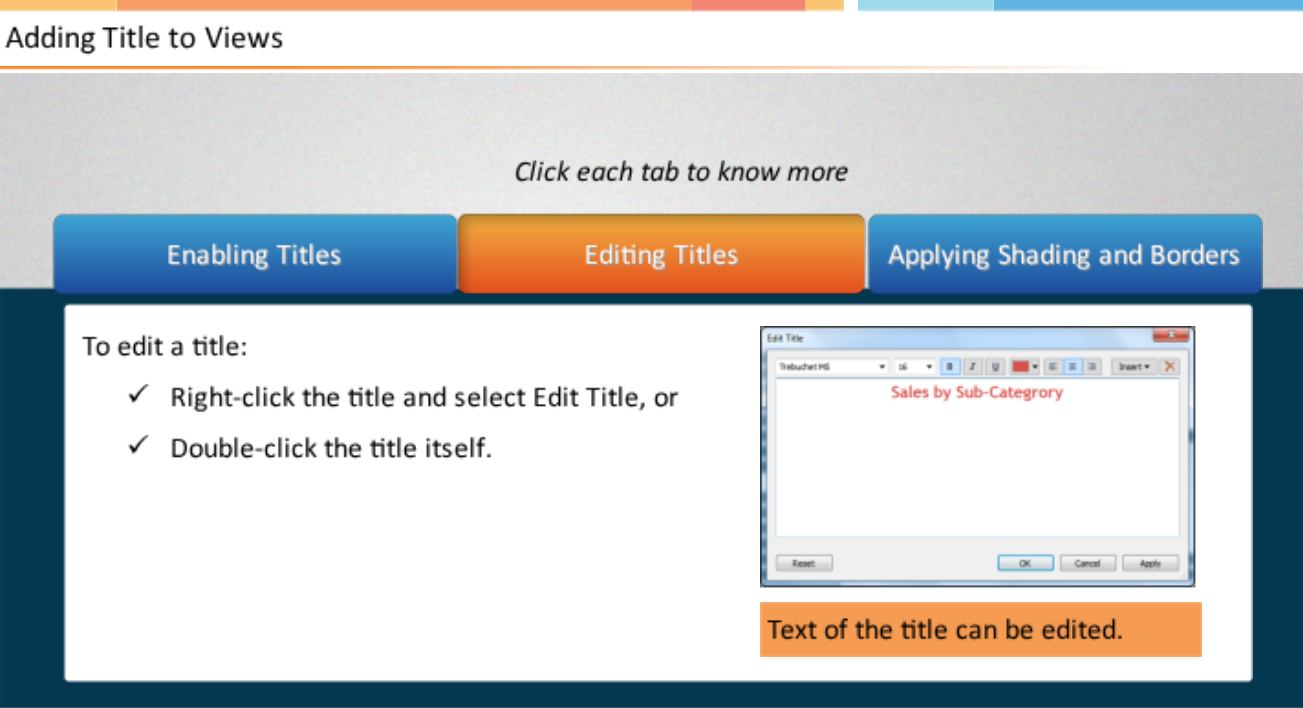 Adding Title to Views
Click each tab to know more
Enabling Titles
Editing Titles
Applying Shading and Borders
To edit a title:
✓ Right-click the title and select Edit Title, or
✓ Double-click the title itself.
Edit Title
Trebuchet MS 16 B I U Insert
Sales by Sub-Categrory
Reset OK Cancel Apply
Text of the title can be edited.